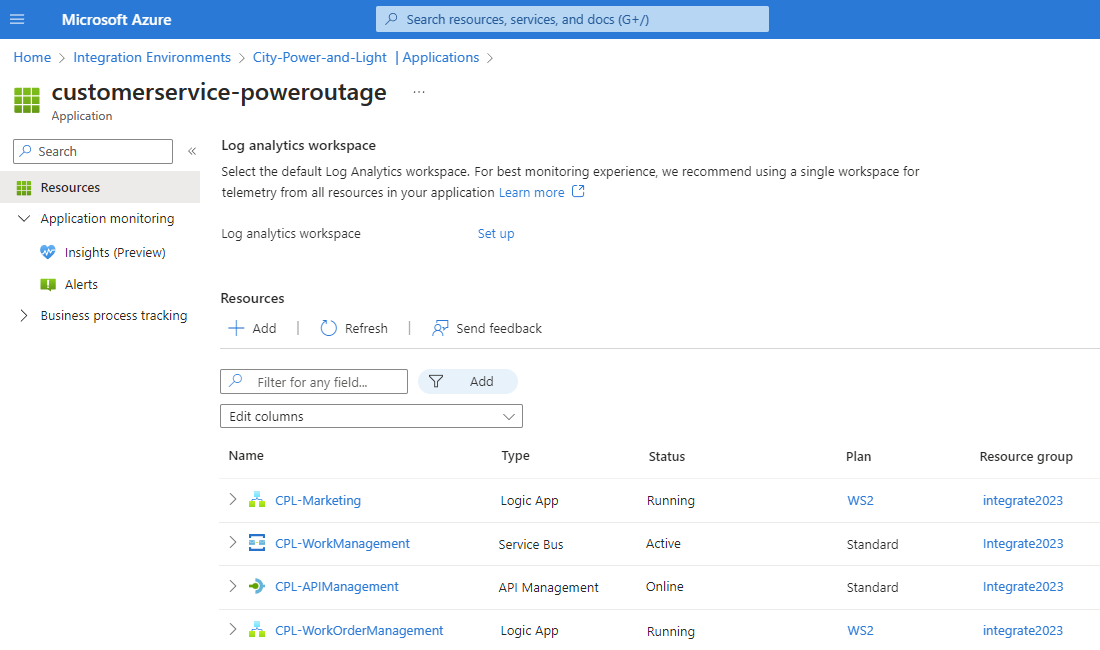 Microsoft Azure
Search resources, services, and docs (G+/)
Home > Integration Environments > City-Power-and-Light | Applications >
customerservice-poweroutage ...
Application
Search «
Resources
Application monitoring
Insights (Preview)
Alerts
Business process tracking
Log analytics workspace
Select the default Log Analytics workspace. For best monitoring experience, we recommend using a single workspace for
telemetry from all resources in your application Learn more
Log analytics workspace Set up
Resources
Add | Refresh | Send feedback
Filter for any field... Add
Edit columns
Name Type Status Plan Resource group
CPL-Marketing Logic App Running WS2 integrate2023
CPL-WorkManagement Service Bus Active Standard Integrate2023
CPL-APIManagement API Management Online Standard Integrate2023
CPL-WorkOrderManagement Logic App Running WS2 integrate2023